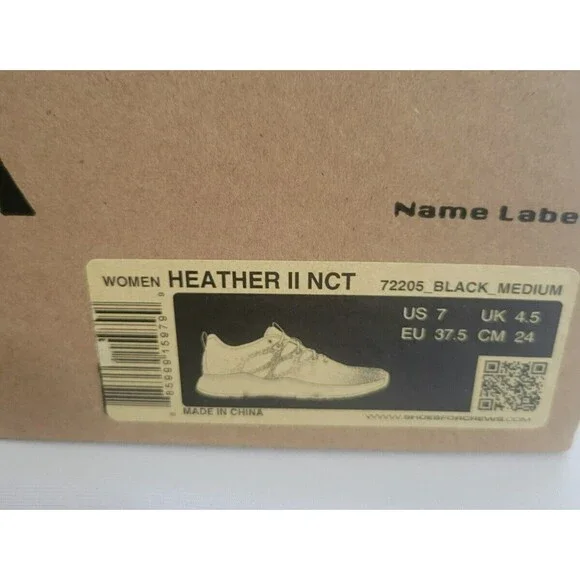 Name Labe
WOMEN HEATHER II NCT 72205_BLACK_MEDIUM
US 7 UK 4.5
EU 37.5 CM 24
MADE IN CHINA
WWW.SHOESFORCREWS.COM